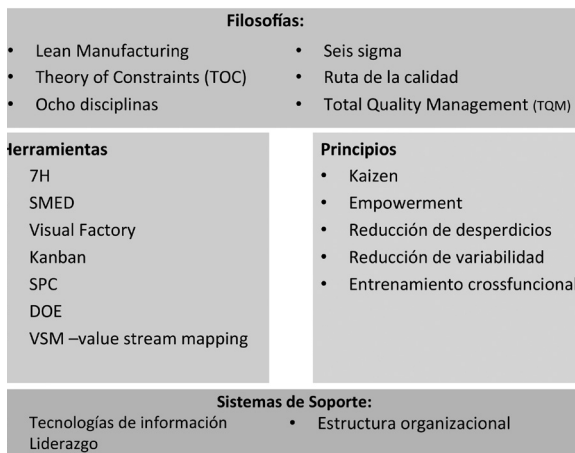 Filosofías:
• Lean Manufacturing
• Theory of Constraints (TOC)
• Ocho disciplinas
• Seis sigma
• Ruta de la calidad
• Total Quality Management (TQM)
Herramientas
7H
SMED
Visual Factory
Kanban
SPC
DOE
VSM –value stream mapping
Principios
• Kaizen
• Empowerment
• Reducción de desperdicios
• Reducción de variabilidad
• Entrenamiento crossfuncional
Sistemas de Soporte:
Tecnologías de información
Liderazgo
• Estructura organizacional